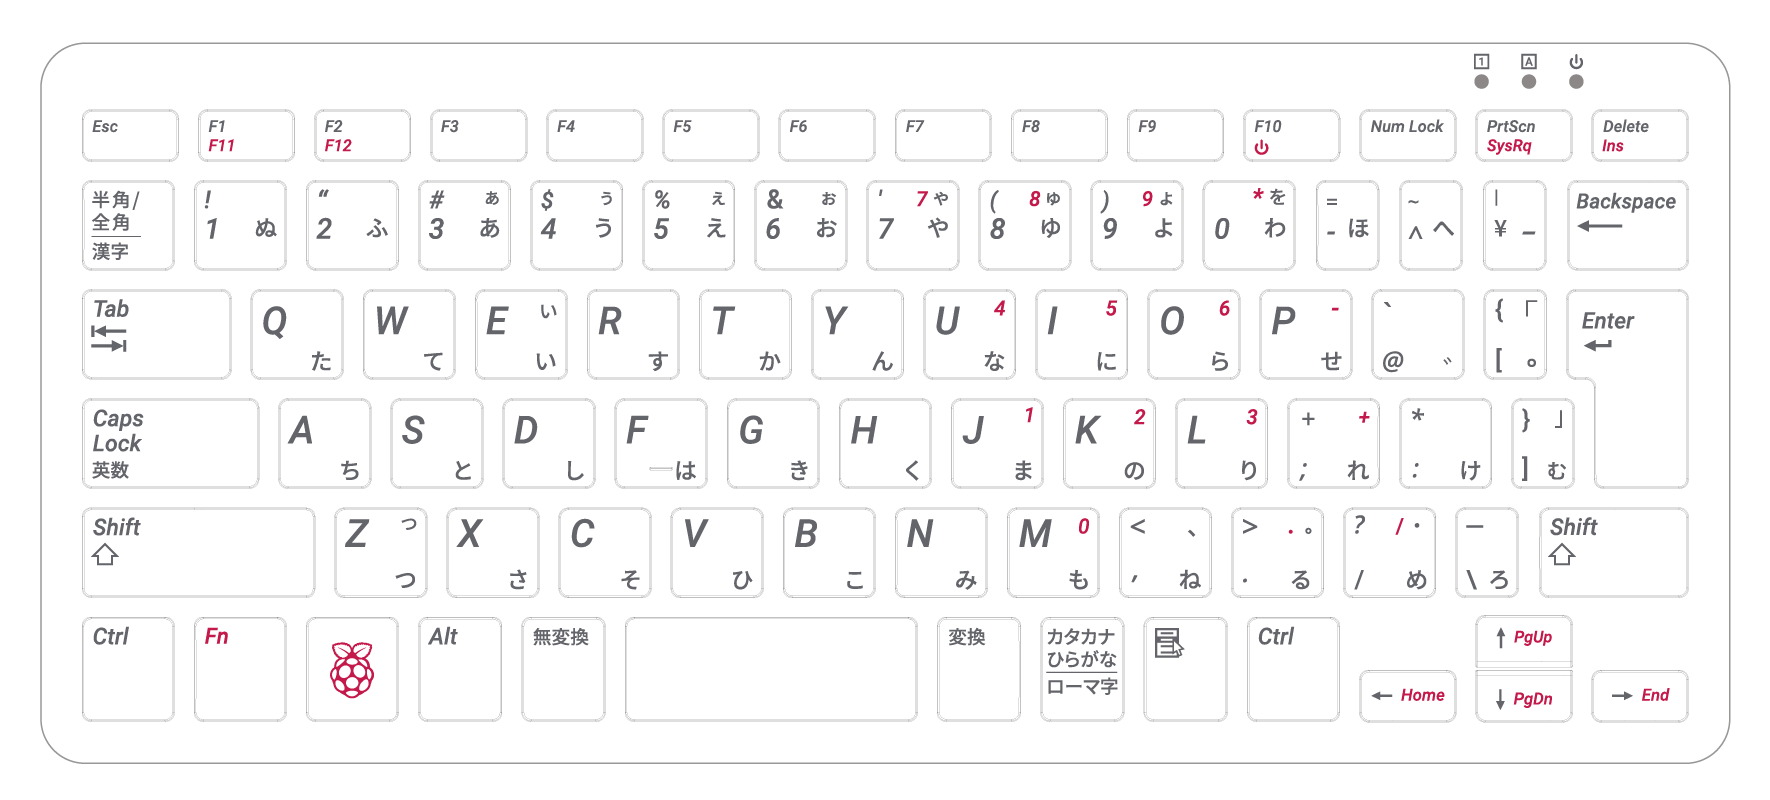 1 A
Esc
F1
F11
F2
F12
F3
F4
F5
F6
F7
F8
F9
F10
Num Lock
PrtScn
SysRq
Delete
Ins
半角/
全角
漢字
!
1 ぬ
“
2 ふ
# ぁ
3 あ
$ ぅ
4 う
% ぇ
5 え
& ぉ
6 お
' 7 ゃ
7 や
( 8 ゅ
8 ゆ
) 9 ょ
9 よ
* を
0 わ
=
- ほ
~
^ へ
|
¥ ー
Backspace
Tab
Q
た
W
て
E ぃ
い
R
す
T
か
Y
ん
U 4
な
I 5
に
O 6
ら
P -
せ
`
@ ゛
{ 「
[ ゜
Enter
Caps
Lock
英数
A
ち
S
と
D
し
F
は
G
き
H
く
J 1
ま
K 2
の
L 3
り
+ +
; れ
*
: け
} 」
] む
Shift
Z っ
つ
X
さ
C
そ
V
ひ
B
こ
N
み
M 0
も
< 、
, ね
> . 。
. る
? / ・
/ め
_
\ ろ
Shift
Ctrl
Fn
Alt
無変換
変換
カタカナ
ひらがな
ローマ字
Ctrl
← Home
↑ PgUp
↓ PgDn
→ End